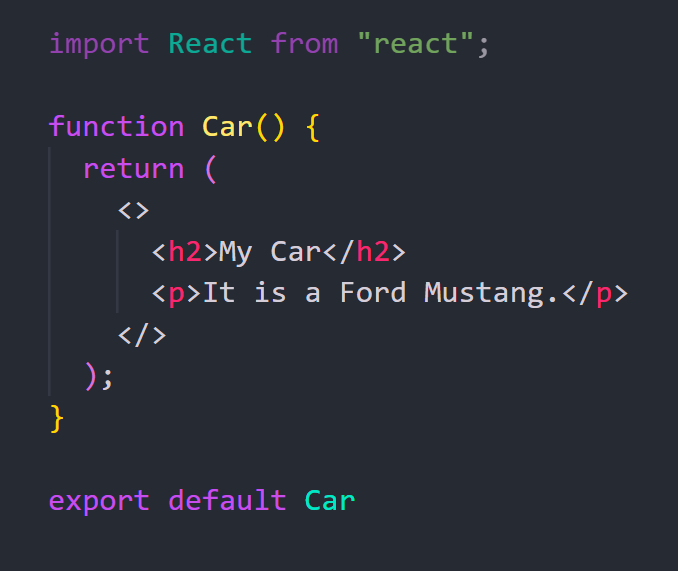 import React from "react";
function Car() {
return (
<>
<h2>My Car</h2>
<p>It is a Ford Mustang.</p>
</>
);
}
export default Car